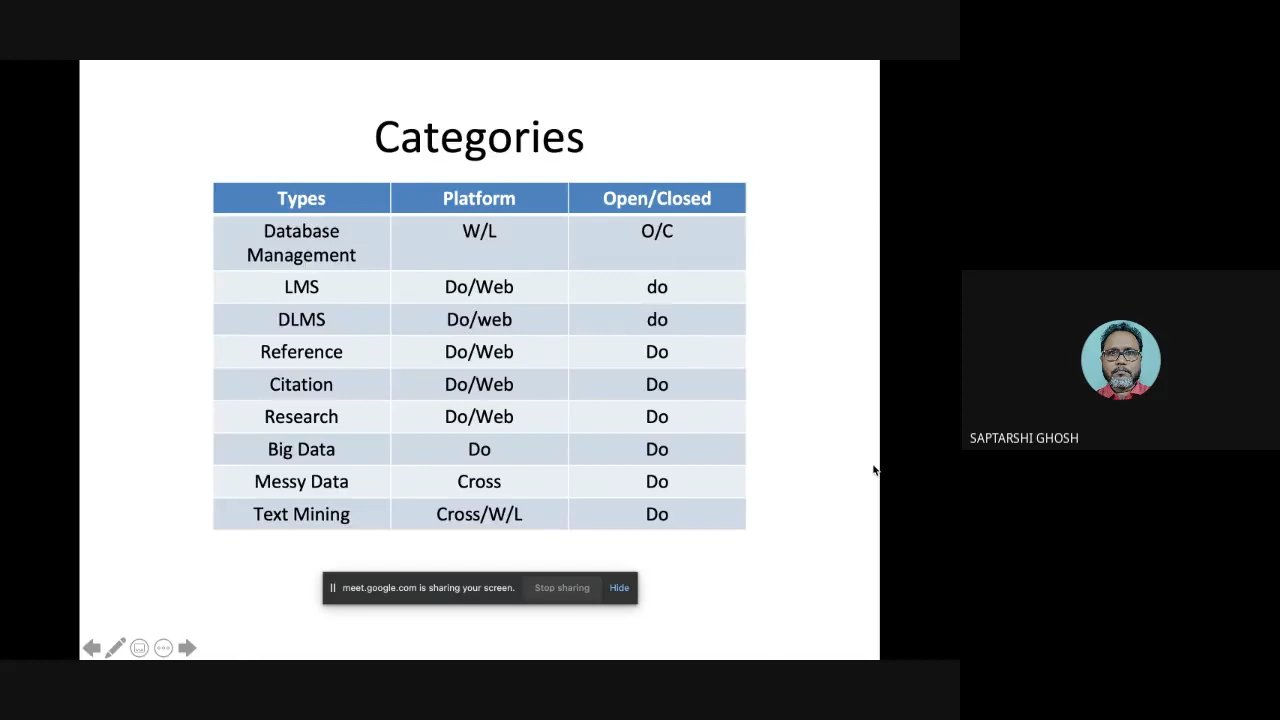 Categories
Types Platform Open/Closed
Database W/L O/C
Management
LMS Do/Web do
DLMS Do/web do
Reference Do/Web Do
Citation Do/Web Do
Research Do/Web Do
Big Data Do Do
Messy Data Cross Do
Text Mining Cross/W/L Do
SAPTARSHI GHOSH
meet.google.com is sharing your screen. Stop sharing Hide